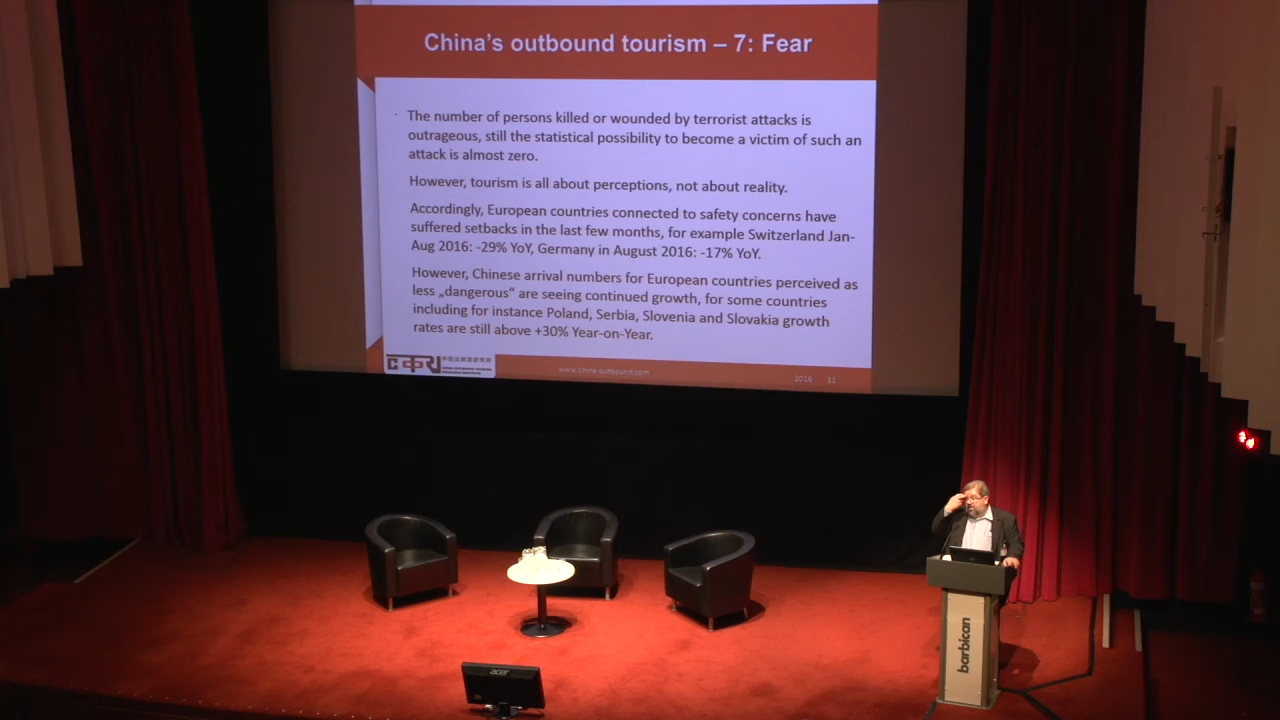 China's outbound tourism – 7: Fear
The number of persons killed or wounded by terrorist attacks is
outrageous, still the statistical possibility to become a victim of such an
attack is almost zero.
However, tourism is all about perceptions, not about reality.
Accordingly, European countries connected to safety concerns have
suffered setbacks in the last few months, for example Switzerland Jan-
Aug 2016: -29% YoY, Germany in August 2016: -17% YoY.
However, Chinese arrival numbers for European countries perceived as
less „dangerous“ are seeing continued growth, for some countries
including for instance Poland, Serbia, Slovenia and Slovakia growth
rates are still above +30% Year-on-Year.
www.china-outbound.com
2016 32
barbican
acer